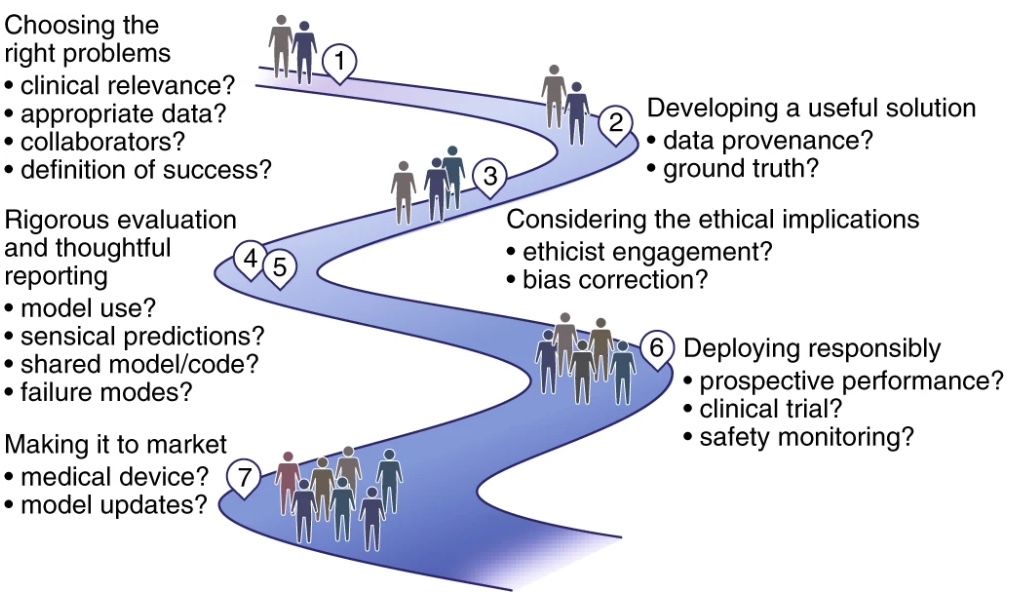 Choosing the
right problems
• clinical relevance?
• appropriate data?
• collaborators?
• definition of success?
1
2
Developing a useful solution
• data provenance?
• ground truth?
3
Considering the ethical implications
• ethicist engagement?
• bias correction?
Rigorous evaluation
and thoughtful
reporting
• model use?
• sensical predictions?
• shared model/code?
• failure modes?
4
5
6
Deploying responsibly
• prospective performance?
• clinical trial?
• safety monitoring?
Making it to market
• medical device?
• model updates?
7